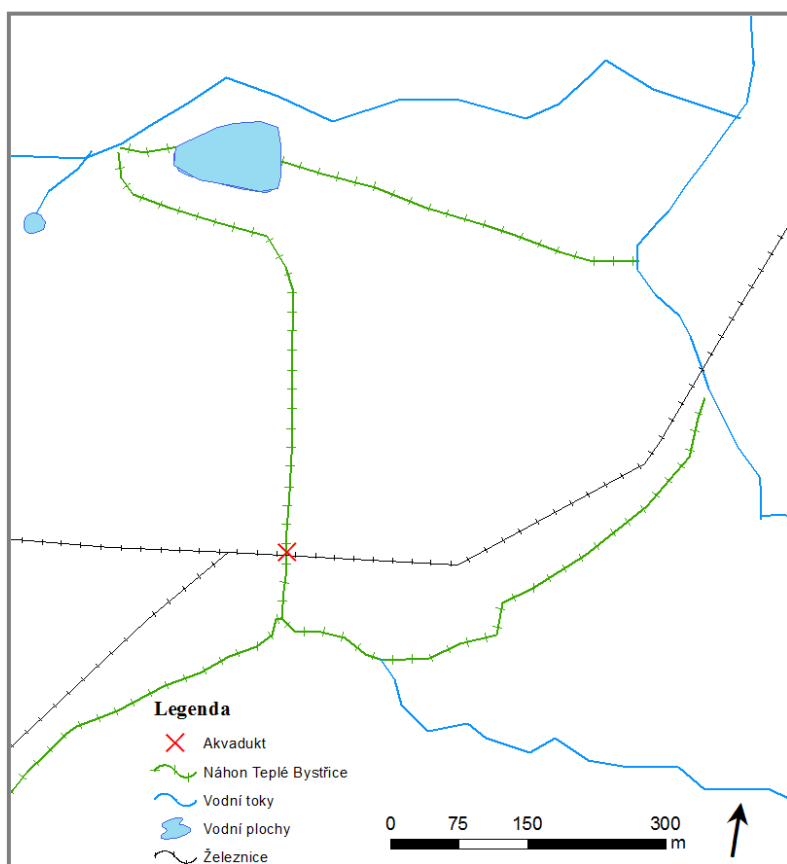 Legenda
Akvadukt
Náhon Teplé Bystřice
Vodní toky
Vodní plochy
Železnice
0 75 150 300
m